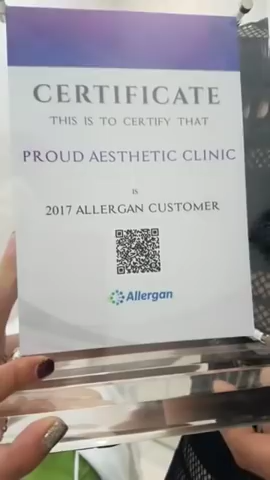 CERTIFICATE
THIS IS TO CERTIFY THAT
PROUD AESTHETIC CLINIC
IS
2017 ALLERGAN CUSTOMER
Allergan